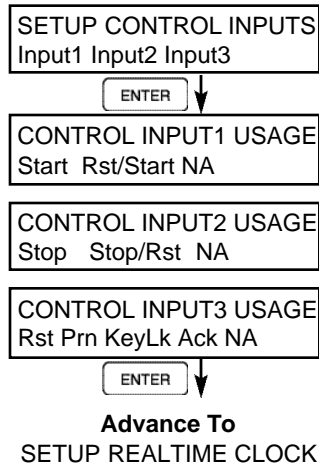 SETUP CONTROL INPUTS
Input1 Input2 Input3
ENTER
CONTROL INPUT1 USAGE
Start Rst/Start NA
CONTROL INPUT2 USAGE
Stop Stop/Rst NA
CONTROL INPUT3 USAGE
Rst Prn KeyLk Ack NA
ENTER
Advance To
SETUP REALTIME CLOCK